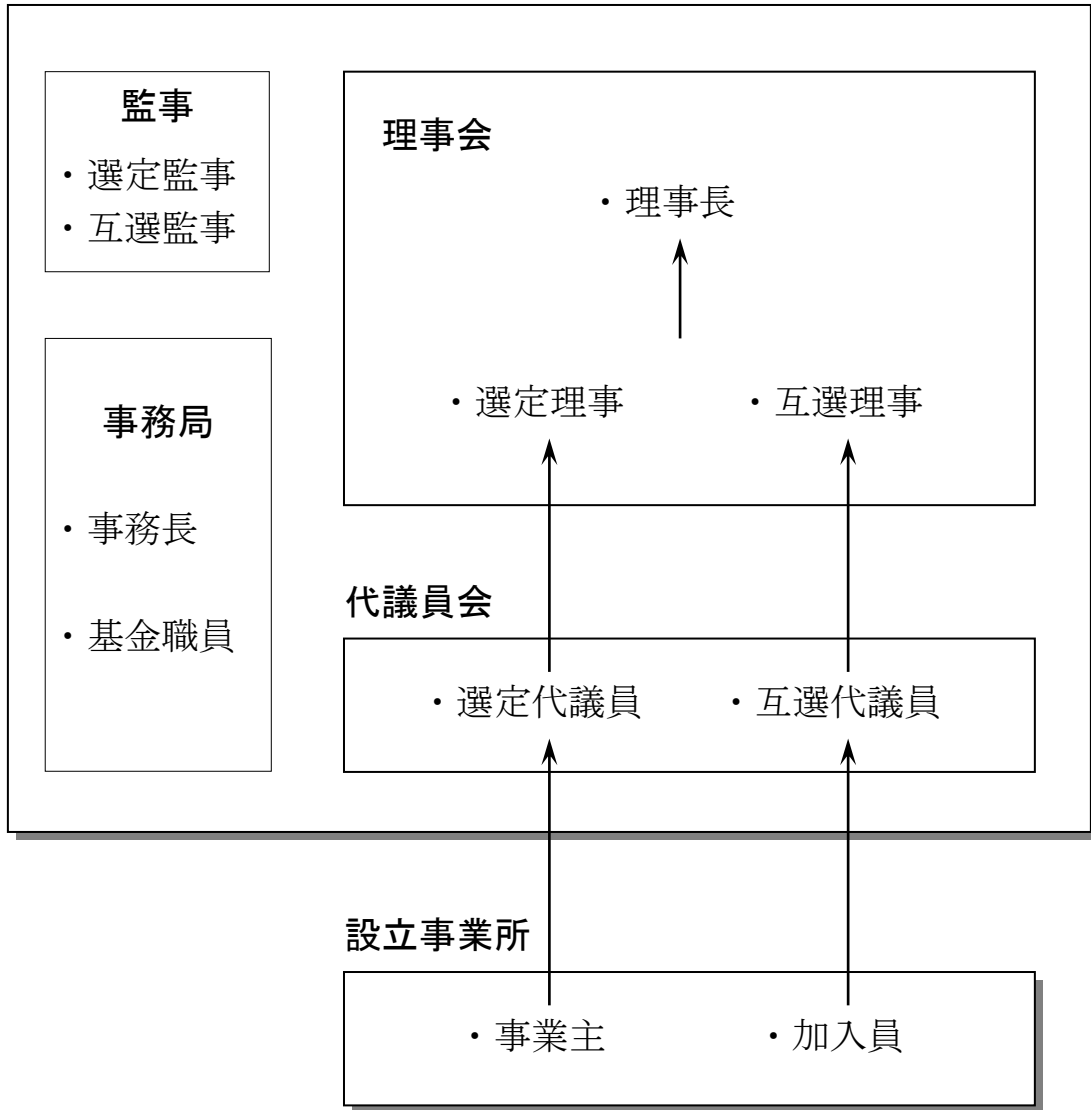 監事
・選定監事
・互選監事
事務局
・事務長
・基金職員
理事会
・理事長
・選定理事 ・互選理事
代議員会
・選定代議員 ・互選代議員
設立事業所
・事業主 ・加入員